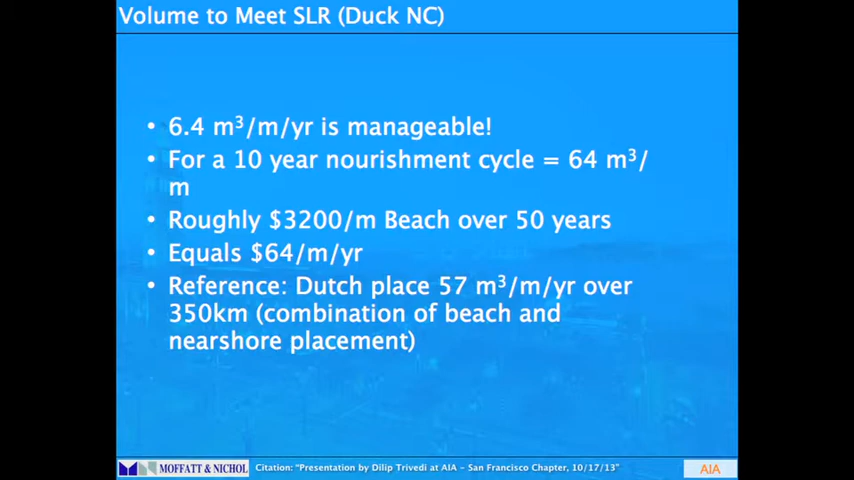 Volume to Meet SLR (Duck NC)
• 6.4 m³/m/yr is manageable!
• For a 10 year nourishment cycle = 64 m³/
m
• Roughly $3200/m Beach over 50 years
• Equals $64/m/yr
• Reference: Dutch place 57 m³/m/yr over
350km (combination of beach and
nearshore placement)
MOFFATT & NICHOL Citation: "Presentation by Dilip Trivedi at AIA - San Francisco Chapter, 10/17/13" AIA